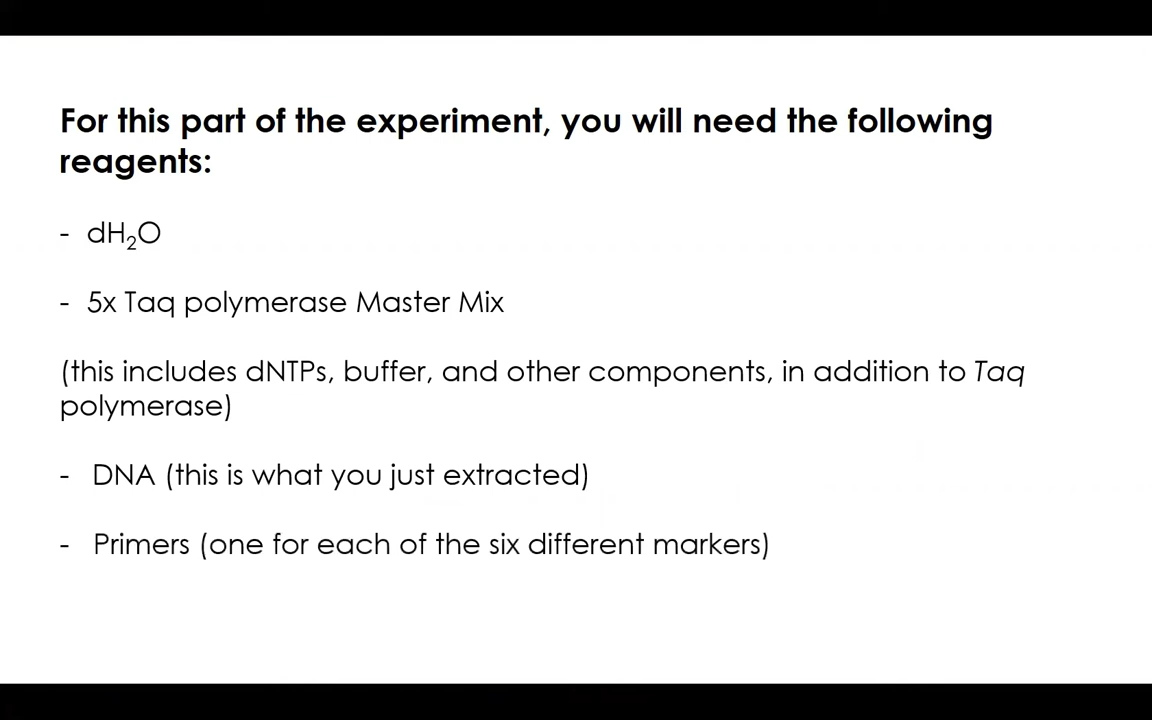 For this part of the experiment, you will need the following
reagents:
- dH₂O
- 5x Taq polymerase Master Mix
(this includes dNTPs, buffer, and other components, in addition to Taq
polymerase)
- DNA (this is what you just extracted)
- Primers (one for each of the six different markers)